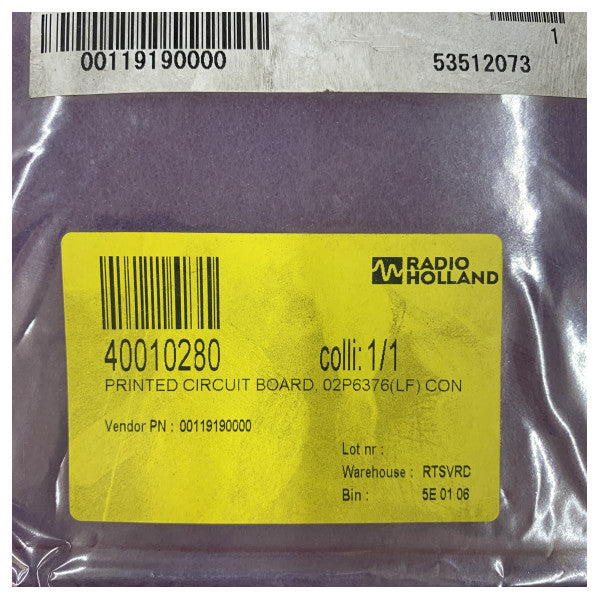 1
00119190000 53512073
RADIO
HOLLAND
40010280 colli: 1/1
PRINTED CIRCUIT BOARD, 02P6376(LF) CON
Vendor PN : 00119190000
Lot nr :
Warehouse : RTSVRD
Bin : 5E 01 06